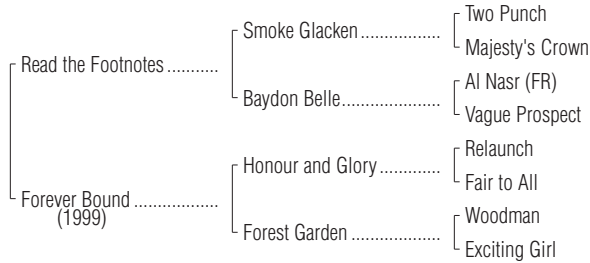 Two Punch
Smoke Glacken..................
Majesty's Crown
Read the Footnotes...........
Al Nasr (FR)
Baydon Belle.....................
Vague Prospect
Relaunch
Honour and Glory.............
Fair to All
Forever Bound ..................
(1999)
Woodman
Forest Garden ...................
Exciting Girl